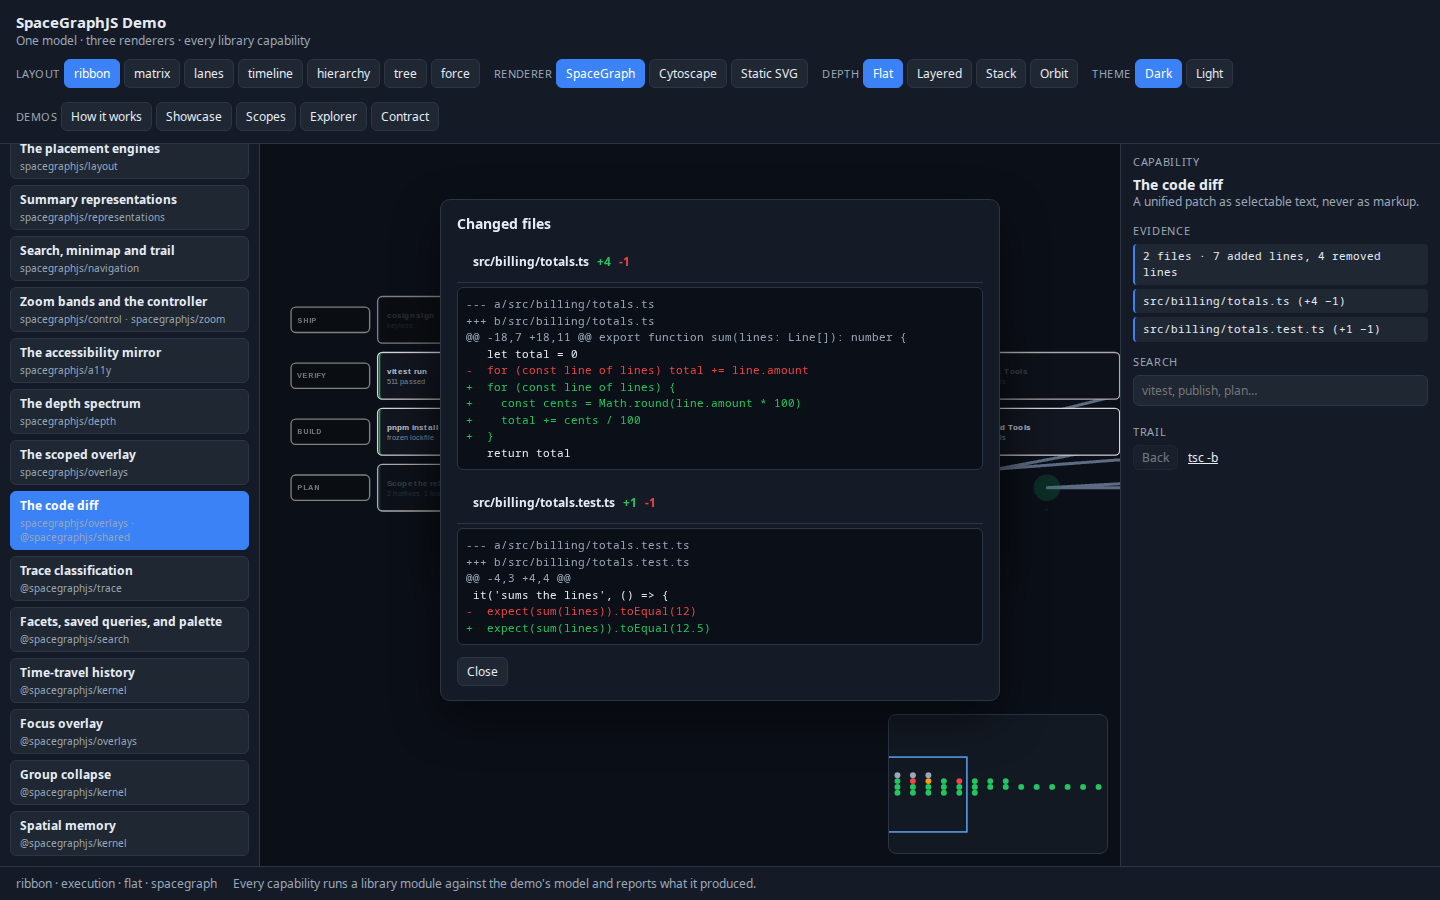 SpaceGraphJS Demo
One model · three renderers · every library capability
LAYOUT ribbon matrix lanes timeline hierarchy tree force RENDERER SpaceGraph Cytoscape Static SVG DEPTH Flat Layered Stack Orbit THEME Dark Light
DEMOS How it works Showcase Scopes Explorer Contract
The placement engines
spacegraphjs/layout
Summary representations
spacegraphjs/representations
Search, minimap and trail
spacegraphjs/navigation
Zoom bands and the controller
spacegraphjs/control · spacegraphjs/zoom
The accessibility mirror
spacegraphjs/a11y
The depth spectrum
spacegraphjs/depth
The scoped overlay
spacegraphjs/overlays
The code diff
spacegraphjs/overlays ·
@spacegraphjs/shared
Trace classification
@spacegraphjs/trace
Facets, saved queries, and palette
@spacegraphjs/search
Time-travel history
@spacegraphjs/kernel
Focus overlay
@spacegraphjs/overlays
Group collapse
@spacegraphjs/kernel
Spatial memory
@spacegraphjs/kernel
SHIP
cosign sign
keyless
VERIFY
vitest run
511 passed
BUILD
pnpm install
frozen lockfile
PLAN
Tools
d Tools
Changed files
src/billing/totals.ts +4 -1
--- a/src/billing/totals.ts
+++ b/src/billing/totals.ts
@@ -18,7 +18,11 @@ export function sum(lines: Line[]): number {
   let total = 0
-  for (const line of lines) total += line.amount
+  for (const line of lines) {
+    const cents = Math.round(line.amount * 100)
+    total += cents / 100
+  }
   return total
src/billing/totals.test.ts +1 -1
--- a/src/billing/totals.test.ts
+++ b/src/billing/totals.test.ts
@@ -4,3 +4,4 @@
 it('sums the lines', () => {
-  expect(sum(lines)).toEqual(12)
+  expect(sum(lines)).toEqual(12.5)
Close
CAPABILITY
The code diff
A unified patch as selectable text, never as markup.
EVIDENCE
2 files · 7 added lines, 4 removed
lines
src/billing/totals.ts (+4 −1)
src/billing/totals.test.ts (+1 −1)
SEARCH
vitest, publish, plan…
TRAIL
Back tsc -b
ribbon · execution · flat · spacegraph Every capability runs a library module against the demo's model and reports what it produced.